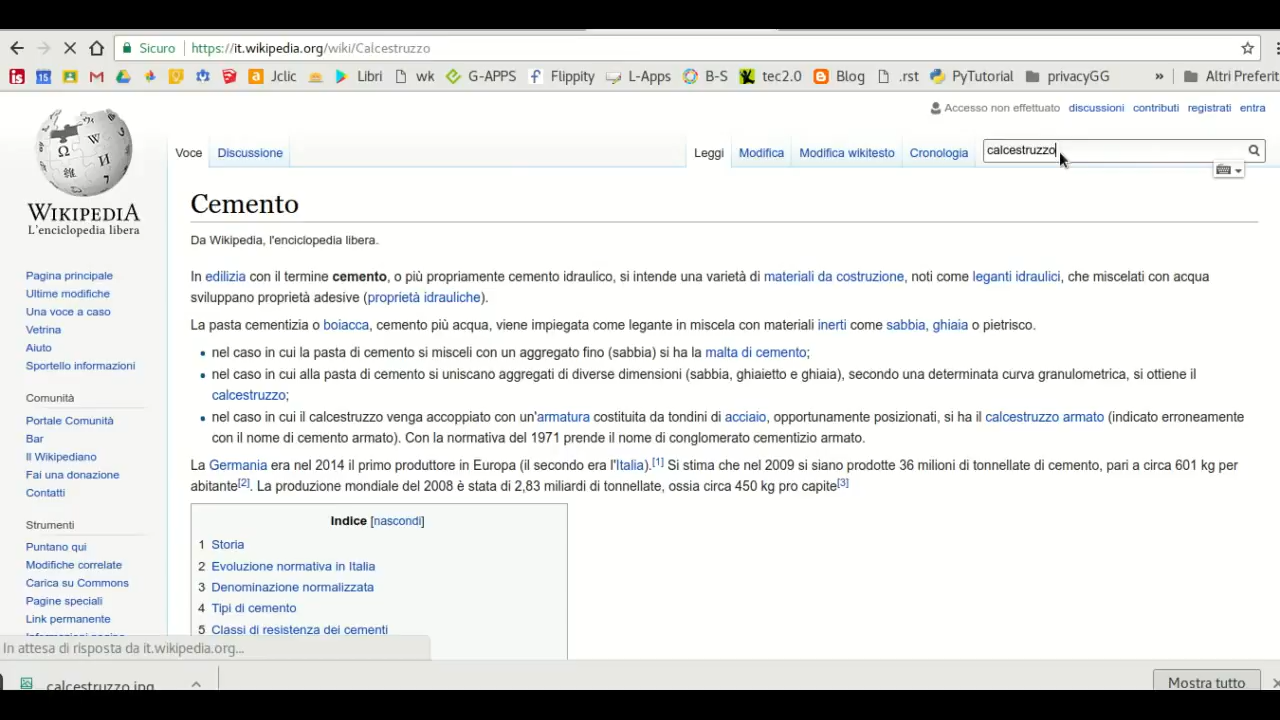 Sicuro https://it.wikipedia.org/wiki/Calcestruzzo
Jclic Libri wk G-APPS Flippity L-Apps B-S tec2.0 Blog .rst PyTutorial privacyGG » Altri Preferit
Accesso non effettuato discussioni contributi registrati entra
Voce Discussione Leggi Modifica Modifica wikitesto Cronologia calcestruzzo
WIKIPEDIA
L'enciclopedia libera
Cemento
Da Wikipedia, l'enciclopedia libera.
In edilizia con il termine cemento, o più propriamente cemento idraulico, si intende una varietà di materiali da costruzione, noti come leganti idraulici, che miscelati con acqua
sviluppano proprietà adesive (proprietà idrauliche).
La pasta cementizia o boiacca, cemento più acqua, viene impiegata come legante in miscela con materiali inerti come sabbia, ghiaia o pietrisco.
• nel caso in cui la pasta di cemento si misceli con un aggregato fino (sabbia) si ha la malta di cemento;
• nel caso in cui alla pasta di cemento si uniscano aggregati di diverse dimensioni (sabbia, ghiaietto e ghiaia), secondo una determinata curva granulometrica, si ottiene il
calcestruzzo;
• nel caso in cui il calcestruzzo venga accoppiato con un'armatura costituita da tondini di acciaio, opportunamente posizionati, si ha il calcestruzzo armato (indicato erroneamente
con il nome di cemento armato). Con la normativa del 1971 prende il nome di conglomerato cementizio armato.
La Germania era nel 2014 il primo produttore in Europa (il secondo era l'Italia).[1] Si stima che nel 2009 si siano prodotte 36 milioni di tonnellate di cemento, pari a circa 601 kg per
abitante[2]. La produzione mondiale del 2008 è stata di 2,83 miliardi di tonnellate, ossia circa 450 kg pro capite[3]
Indice [nascondi]
1 Storia
2 Evoluzione normativa in Italia
3 Denominazione normalizzata
4 Tipi di cemento
5 Classi di resistenza dei cementi
Pagina principale
Ultime modifiche
Una voce a caso
Vetrina
Aiuto
Sportello informazioni
Comunità
Portale Comunità
Bar
Il Wikipediano
Fai una donazione
Contatti
Strumenti
Puntano qui
Modifiche correlate
Carica su Commons
Pagine speciali
Link permanente
In attesa di risposta da it.wikipedia.org...
calcestruzzo.jpg
Mostra tutto